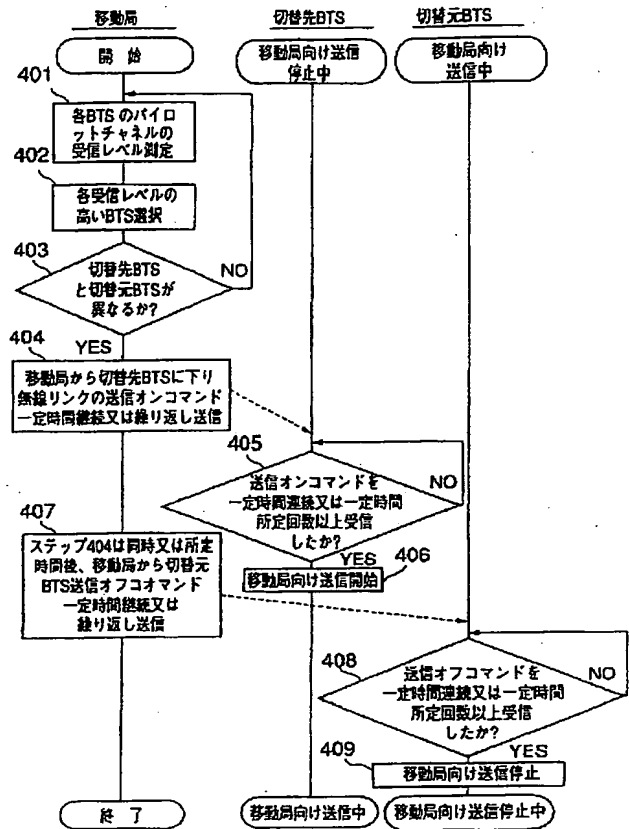 移動局
切替先BTS
切替元BTS
開 始
移動局向け送信
停止中
移動局向け
送信中
401
各BTSのパイロ
ットチャネルの
受信レベル測定
402
各受信レベルの
高いBTS選択
403
切替先BTS
と切替元BTSが
異なるか?
NO
YES
404
移動局から切替先BTSに下り
無線リンクの送信オンコマンド
一定時間継続又は繰り返し送信
405
送信オンコマンドを
一定時間連続又は一定時間
所定回数以上受信
したか?
NO
YES
406
移動局向け送信開始
407
ステップ404は同時又は所定
時間後、移動局から切替元
BTS送信オフコオマンド
一定時間継続又は
繰り返し送信
408
送信オフコマンドを
一定時間連続又は一定時間
所定回数以上受信
したか?
NO
YES
409
移動局向け送信停止
終 了
移動局向け送信中
移動局向け送信停止中